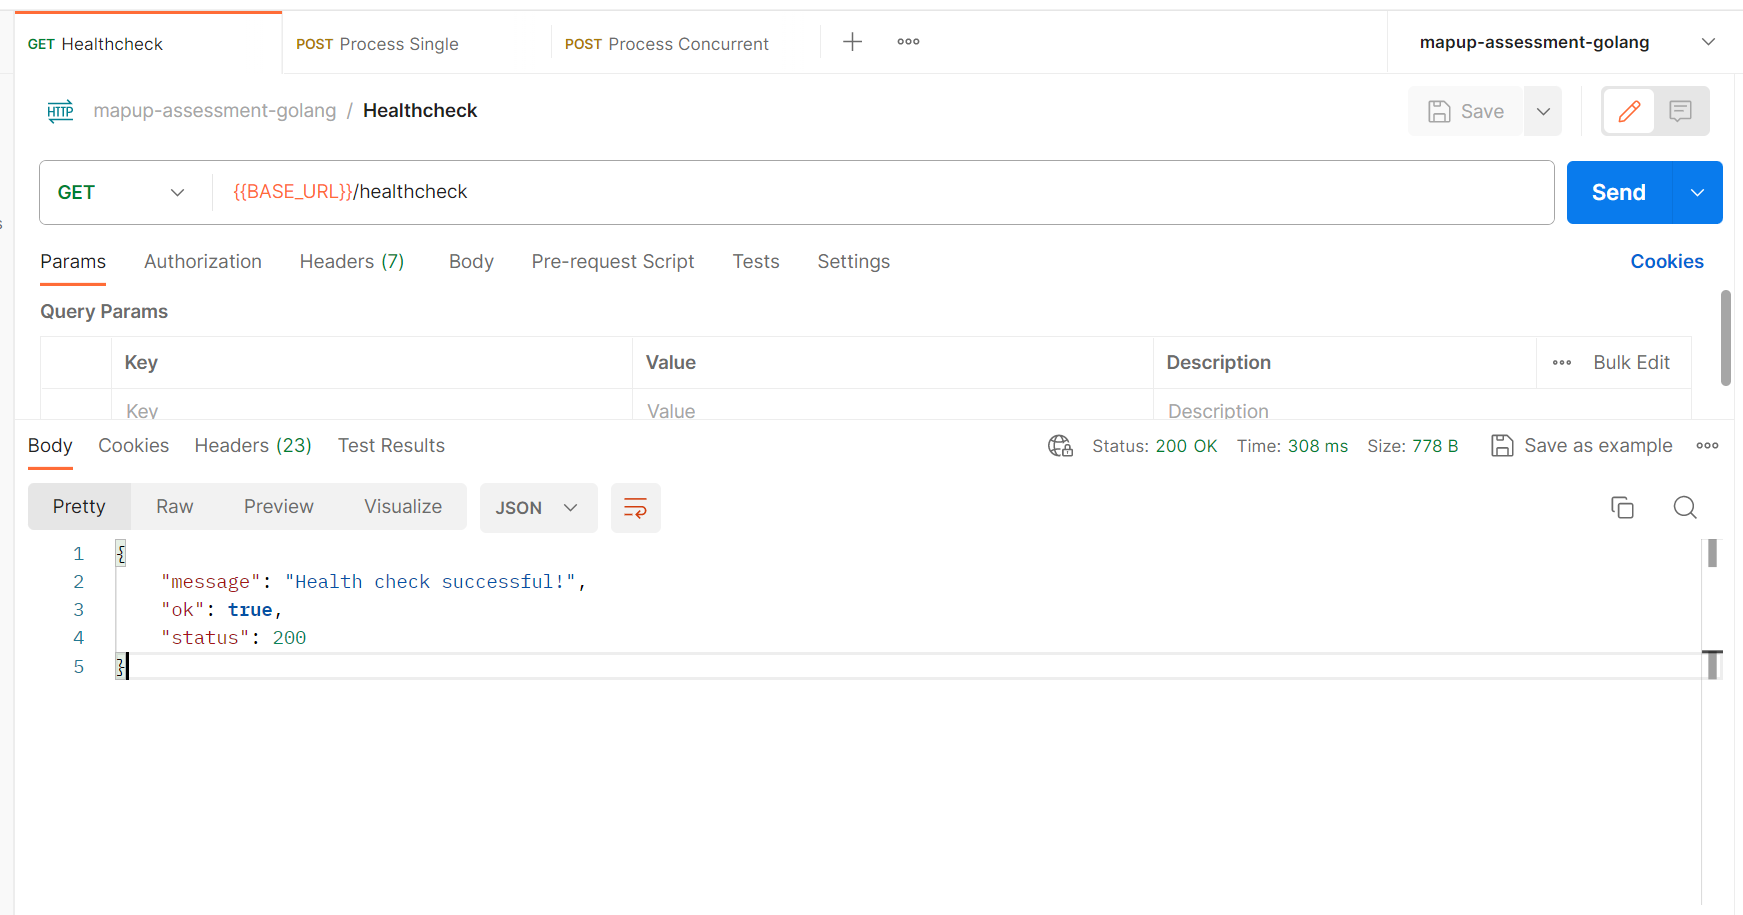 GET Healthcheck
POST Process Single
POST Process Concurrent
mapup-assessment-golang
HTTP
mapup-assessment-golang / Healthcheck
Save
GET
{{BASE_URL}}/healthcheck
Send
Params Authorization Headers (7) Body Pre-request Script Tests Settings
Cookies
Query Params
Key Value Description Bulk Edit
Key Value Description
Body Cookies Headers (23) Test Results
Status: 200 OK Time: 308 ms Size: 778 B Save as example
Pretty Raw Preview Visualize JSON
1 {
2 "message": "Health check successful!",
3 "ok": true,
4 "status": 200
5 }